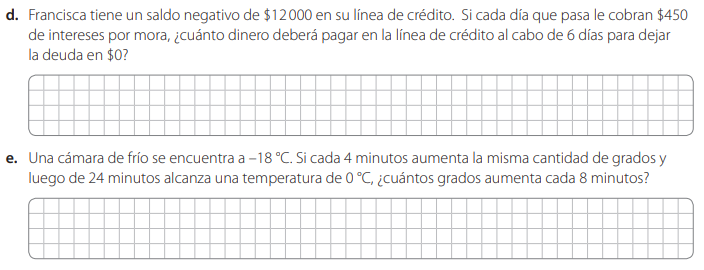 d. Francisca tiene un saldo negativo de $12 000 en su línea de crédito. Si cada día que pasa le cobran $450
de intereses por mora, ¿cuánto dinero deberá pagar en la línea de crédito al cabo de 6 días para dejar
la deuda en $0?
e. Una cámara de frío se encuentra a –18 °C. Si cada 4 minutos aumenta la misma cantidad de grados y
luego de 24 minutos alcanza una temperatura de 0 °C, ¿cuántos grados aumenta cada 8 minutos?